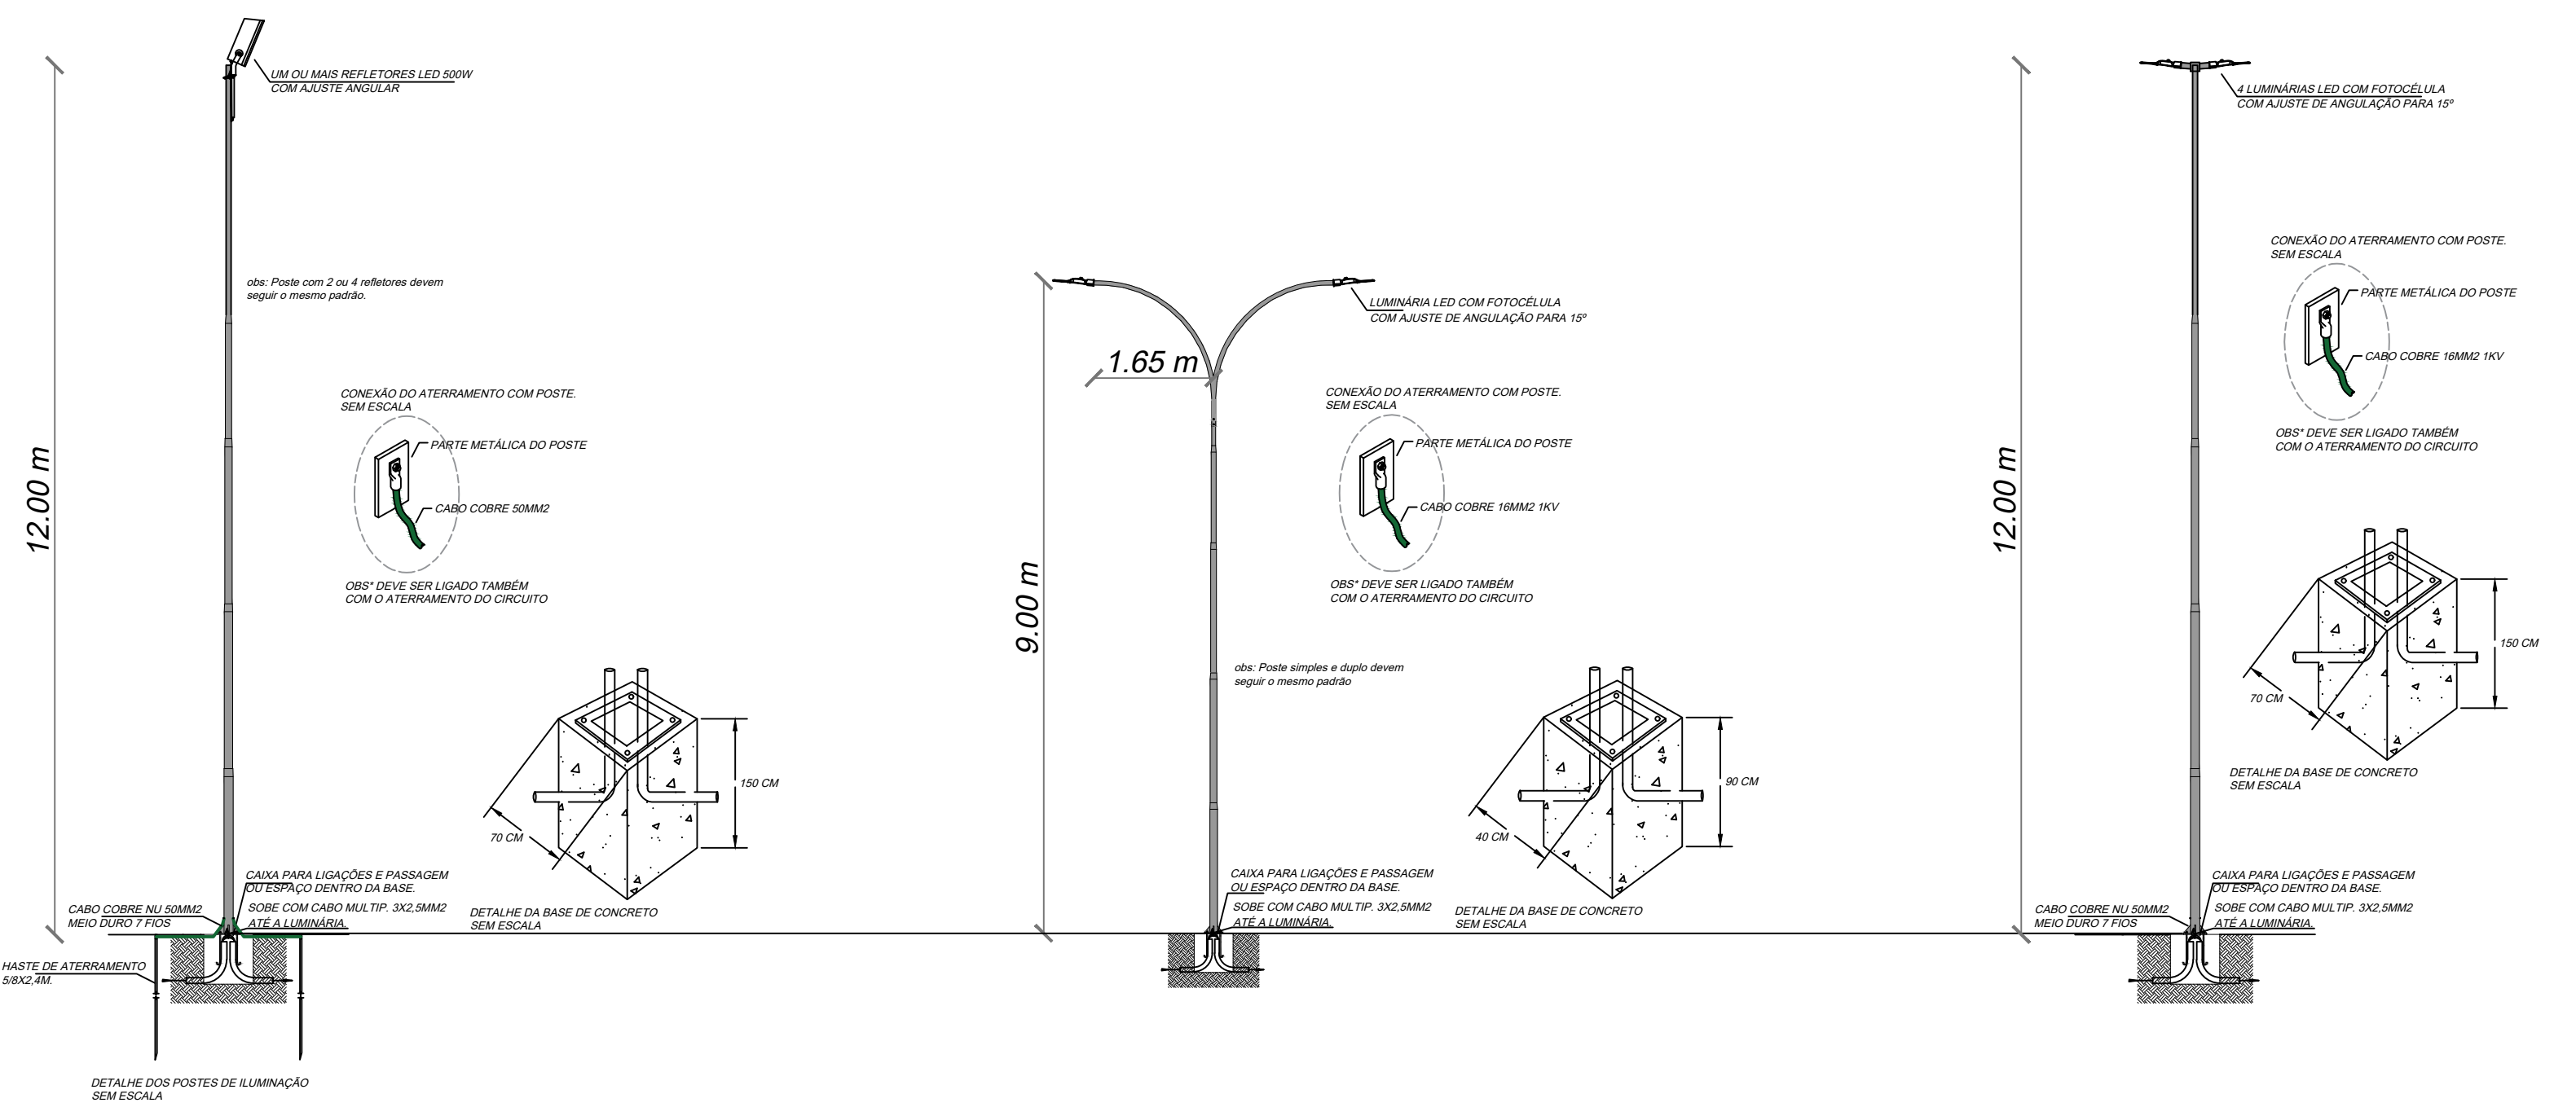 UM OU MAIS REFLETORES LED 500W
COM AJUSTE ANGULAR
12.00 m
obs: Poste com 2 ou 4 refletores devem
seguir o mesmo padrão.
CONEXÃO DO ATERRAMENTO COM POSTE.
SEM ESCALA
PARTE METÁLICA DO POSTE
CABO COBRE 50MM2
OBS* DEVE SER LIGADO TAMBÉM
COM O ATERRAMENTO DO CIRCUITO
150 CM
70 CM
DETALHE DA BASE DE CONCRETO
SEM ESCALA
CAIXA PARA LIGAÇÕES E PASSAGEM
OU ESPAÇO DENTRO DA BASE.
SOBE COM CABO MULTIP. 3X2,5MM2
ATÉ A LUMINÁRIA.
CABO COBRE NU 50MM2
MEIO DURO 7 FIOS
HASTE DE ATERRAMENTO
5/8X2,4M.
DETALHE DOS POSTES DE ILUMINAÇÃO
SEM ESCALA
LUMINÁRIA LED COM FOTOCÉLULA
COM AJUSTE DE ANGULAÇÃO PARA 15º
1.65 m
9.00 m
CONEXÃO DO ATERRAMENTO COM POSTE.
SEM ESCALA
PARTE METÁLICA DO POSTE
CABO COBRE 16MM2 1KV
OBS* DEVE SER LIGADO TAMBÉM
COM O ATERRAMENTO DO CIRCUITO
obs: Poste simples e duplo devem
seguir o mesmo padrão
90 CM
40 CM
DETALHE DA BASE DE CONCRETO
SEM ESCALA
CAIXA PARA LIGAÇÕES E PASSAGEM
OU ESPAÇO DENTRO DA BASE.
SOBE COM CABO MULTIP. 3X2,5MM2
ATÉ A LUMINÁRIA.
4 LUMINÁRIAS LED COM FOTOCÉLULA
COM AJUSTE DE ANGULAÇÃO PARA 15º
12.00 m
CONEXÃO DO ATERRAMENTO COM POSTE.
SEM ESCALA
PARTE METÁLICA DO POSTE
CABO COBRE 16MM2 1KV
OBS* DEVE SER LIGADO TAMBÉM
COM O ATERRAMENTO DO CIRCUITO
150 CM
70 CM
DETALHE DA BASE DE CONCRETO
SEM ESCALA
CAIXA PARA LIGAÇÕES E PASSAGEM
OU ESPAÇO DENTRO DA BASE.
SOBE COM CABO MULTIP. 3X2,5MM2
ATÉ A LUMINÁRIA.
CABO COBRE NU 50MM2
MEIO DURO 7 FIOS